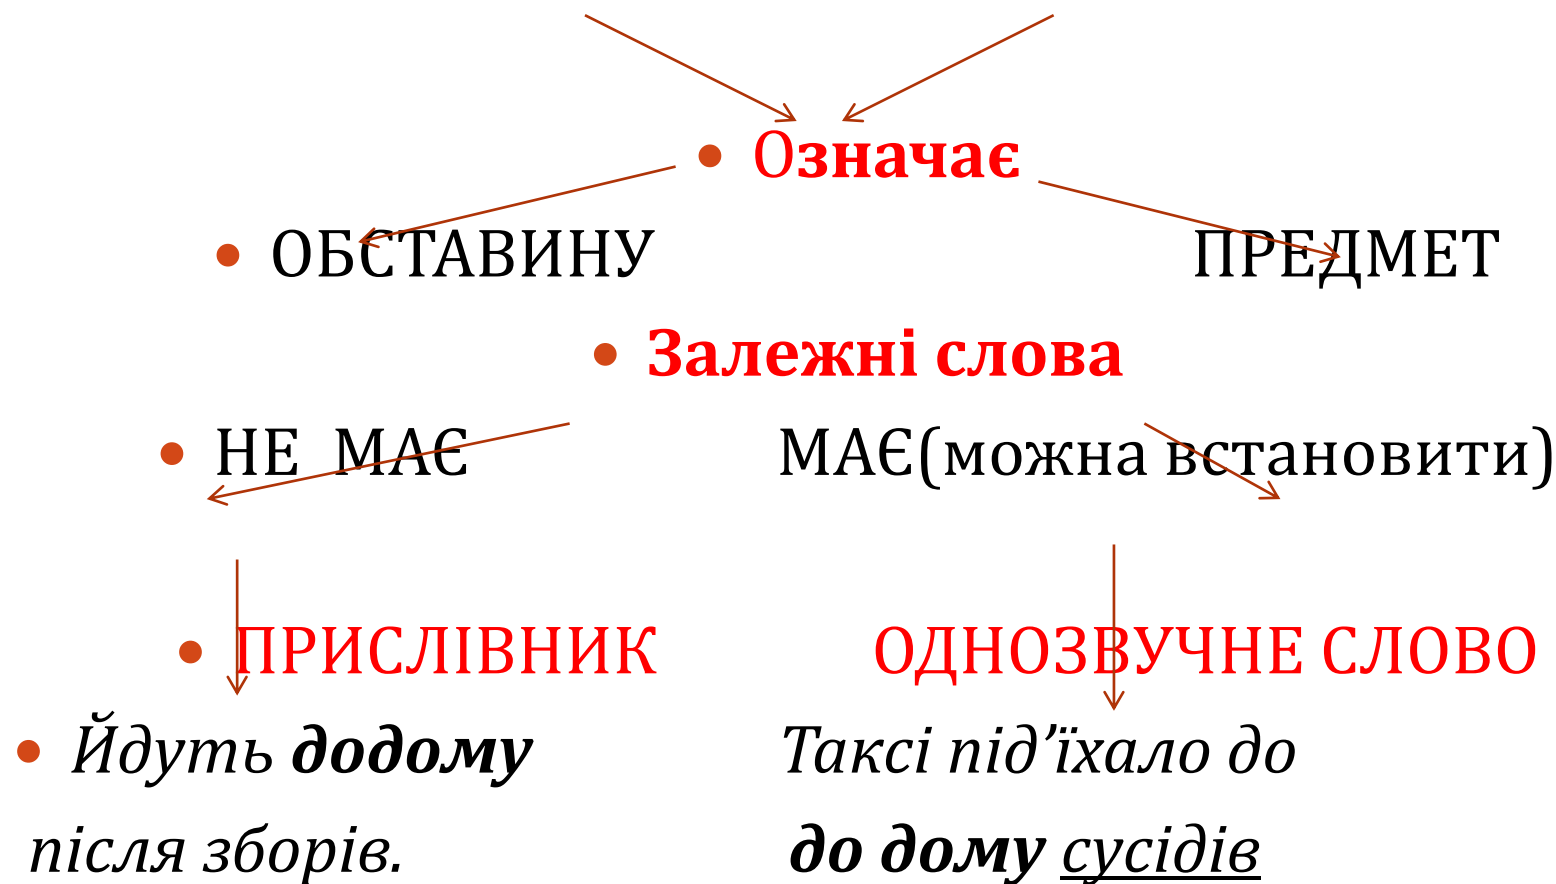 • Означає
• ОБСТАВИНУ ПРЕДМЕТ
• Залежні слова
• НЕ МАЄ МАЄ(можна встановити)
• ПРИСЛІВНИК ОДНОЗВУЧНЕ СЛОВО
• Йдуть додому Таксі під’їхало до
після зборів. до дому сусідів